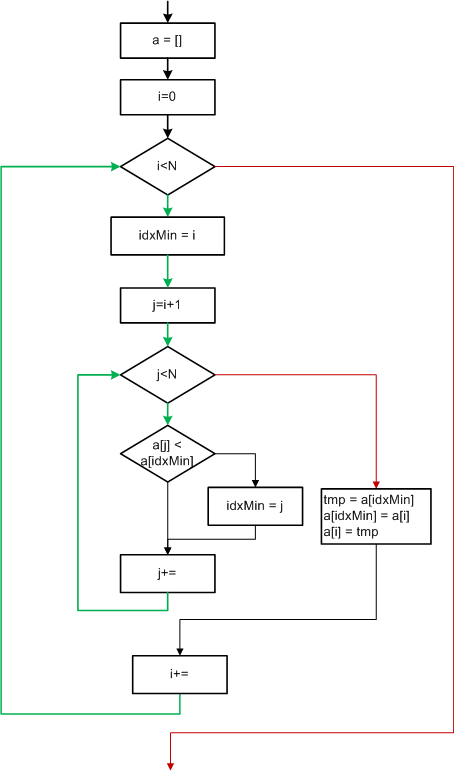 a = []
i=0
i<N
idxMin = i
j=i+1
j<N
a[j] <
a[idxMin]
idxMin = j
tmp = a[idxMin]
a[idxMin] = a[i]
a[i] = tmp
j+=
i+=